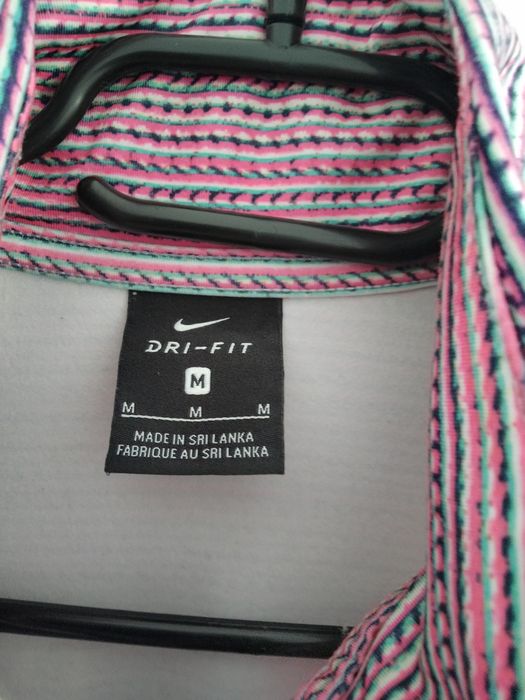 DRI-FIT
M
M M M
MADE IN SRI LANKA
FABRIQUE AU SRI LANKA